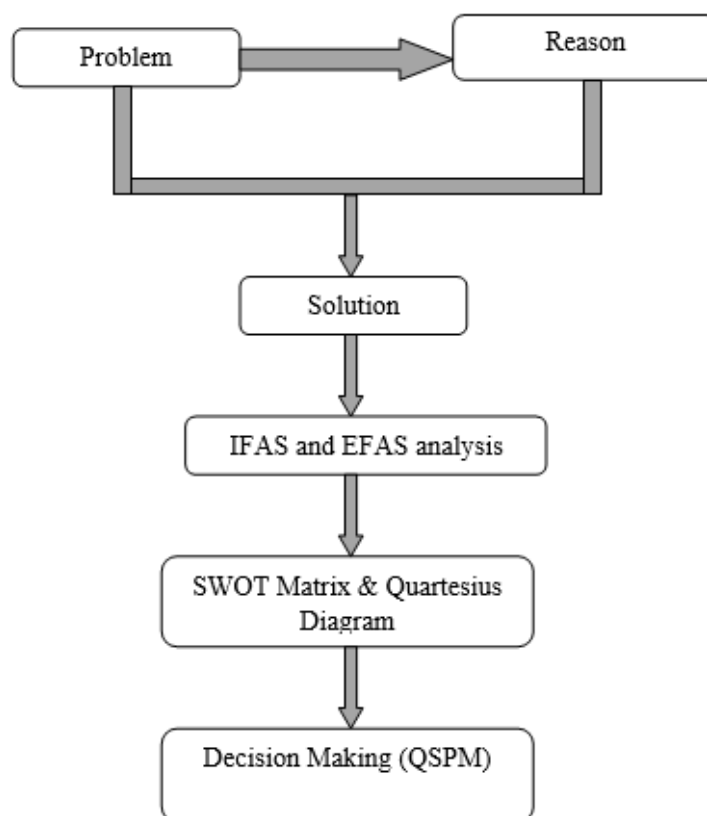 Problem
Reason
Solution
IFAS and EFAS analysis
SWOT Matrix & Quartesius
Diagram
Decision Making (QSPM)